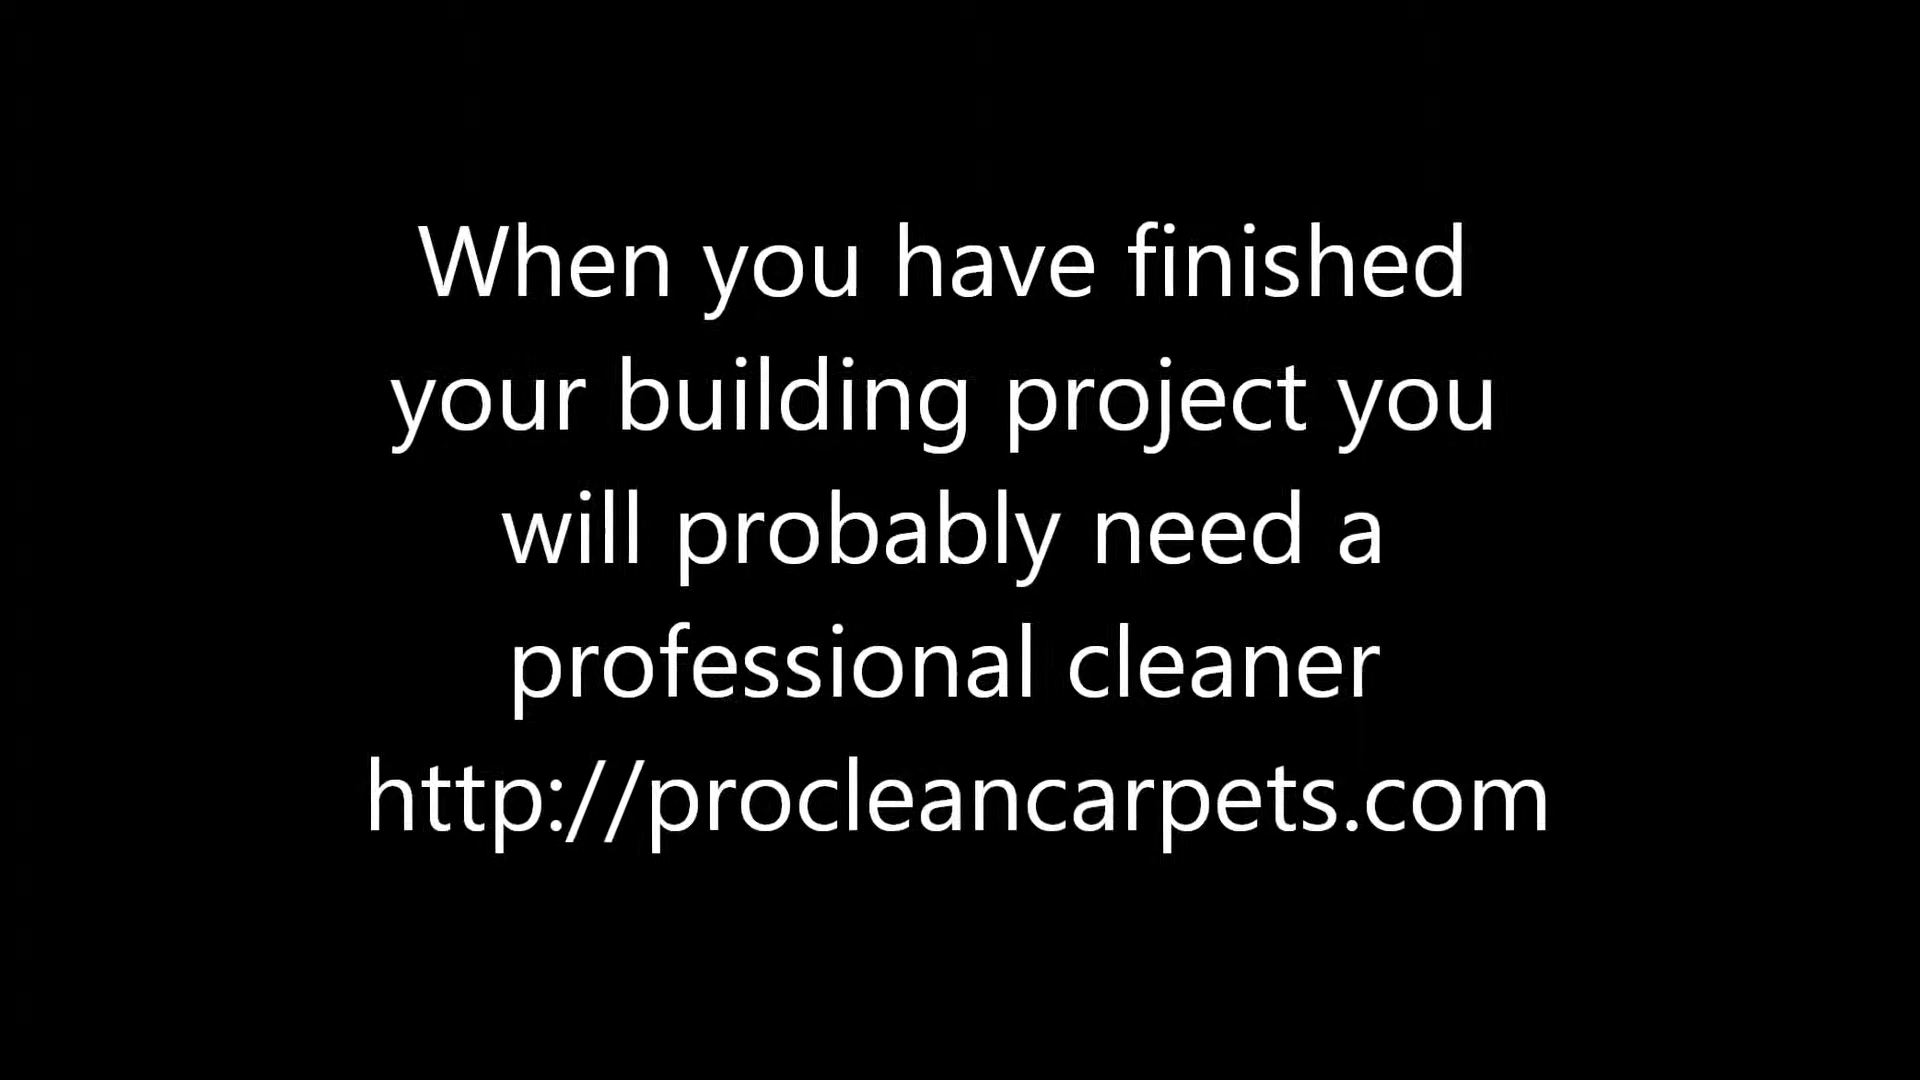 When you have finished
your building project you
will probably need a
professional cleaner
http://procleancarpets.com